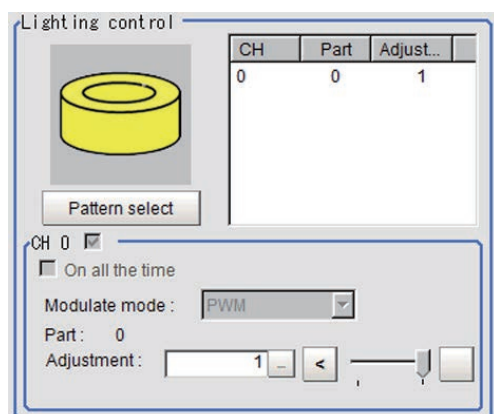 Lighting control
CH Part Adjust...
0 0 1
Pattern select
CH 0
On all the time
Modulate mode : PWM
Part : 0
Adjustment : 1 ... <